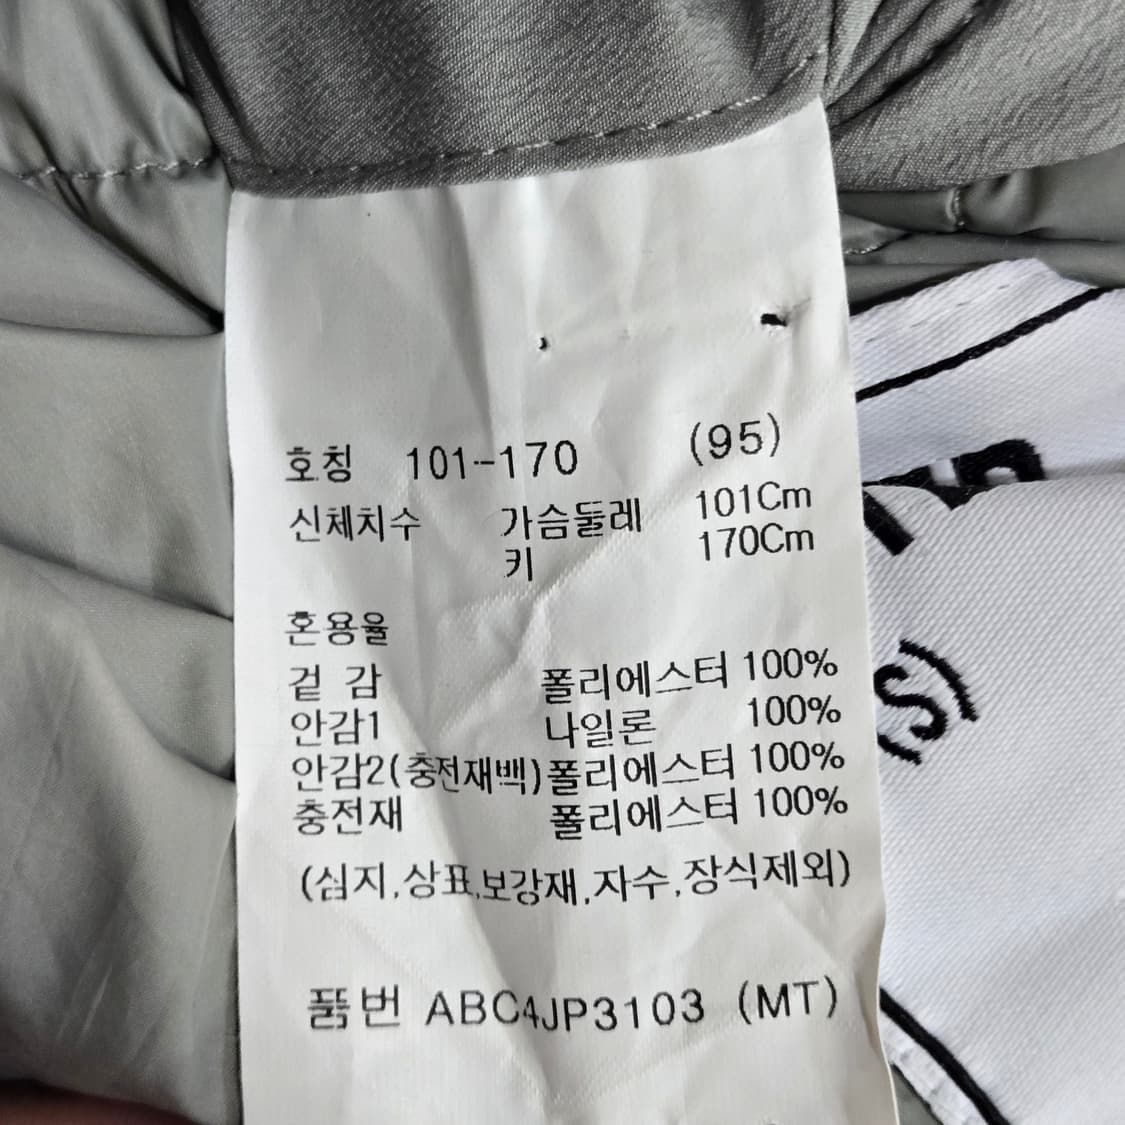 호칭 101-170 (95)
신체치수 가슴둘레 101Cm
키 170Cm
혼용율
겉 감 폴리에스터 100%
안감1 나일론 100%
안감2(충전재백)폴리에스터 100%
충전재 폴리에스터 100%
(심지,상표,보강재,자수,장식제외)
품번 ABC4JP3103 (MT)
(S)